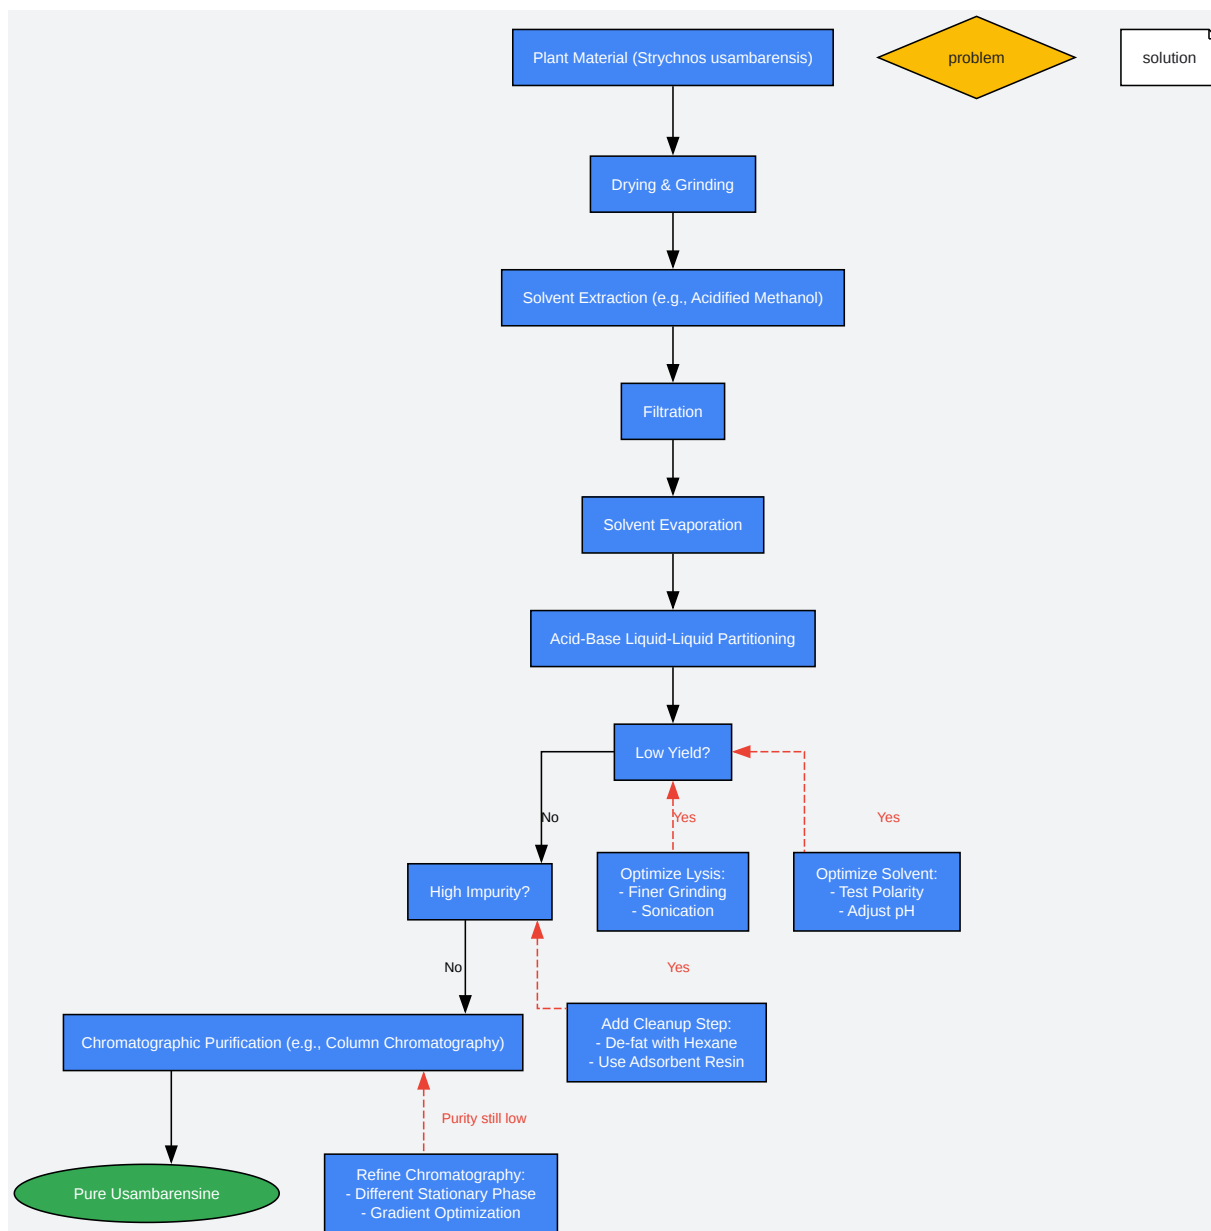 Plant Material (Strychnos usambarensis)
problem
solution
Drying & Grinding
Solvent Extraction (e.g., Acidified Methanol)
Filtration
Solvent Evaporation
Acid-Base Liquid-Liquid Partitioning
Low Yield?
No
Yes
Yes
High Impurity?
Optimize Lysis:
- Finer Grinding
- Sonication
Optimize Solvent:
- Test Polarity
- Adjust pH
No
Yes
Chromatographic Purification (e.g., Column Chromatography)
Add Cleanup Step:
- De-fat with Hexane
- Use Adsorbent Resin
Purity still low
Pure Usambarensine
Refine Chromatography:
- Different Stationary Phase
- Gradient Optimization